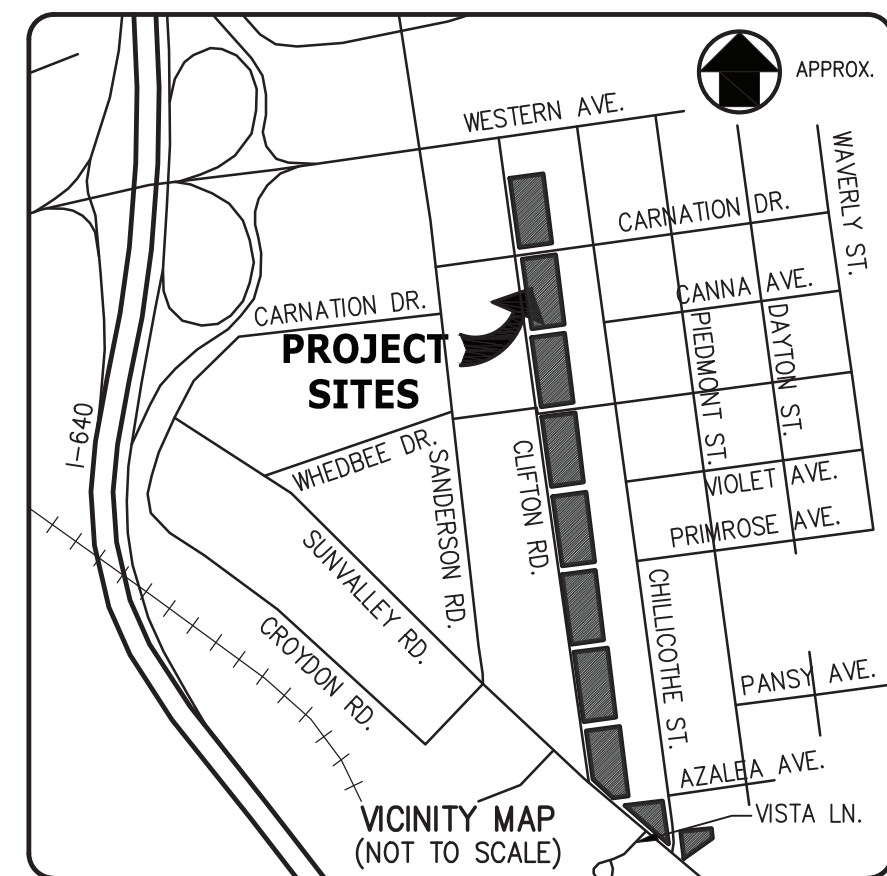 APPROX.
WESTERN AVE.
WAVERLY ST.
CARNATION DR.
CANNA AVE.
CARNATION DR.
PROJECT
SITES
PIEDMONT ST.
DAYTON ST.
I-640
WHEDBEE DR.
SANDERSON RD.
CLIFTON RD.
VIOLET AVE.
PRIMROSE AVE.
SUNVALLEY RD.
CROYDON RD.
CHILLICOTHE ST.
PANSY AVE.
AZALEA AVE.
VISTA LN.
VICINITY MAP
(NOT TO SCALE)